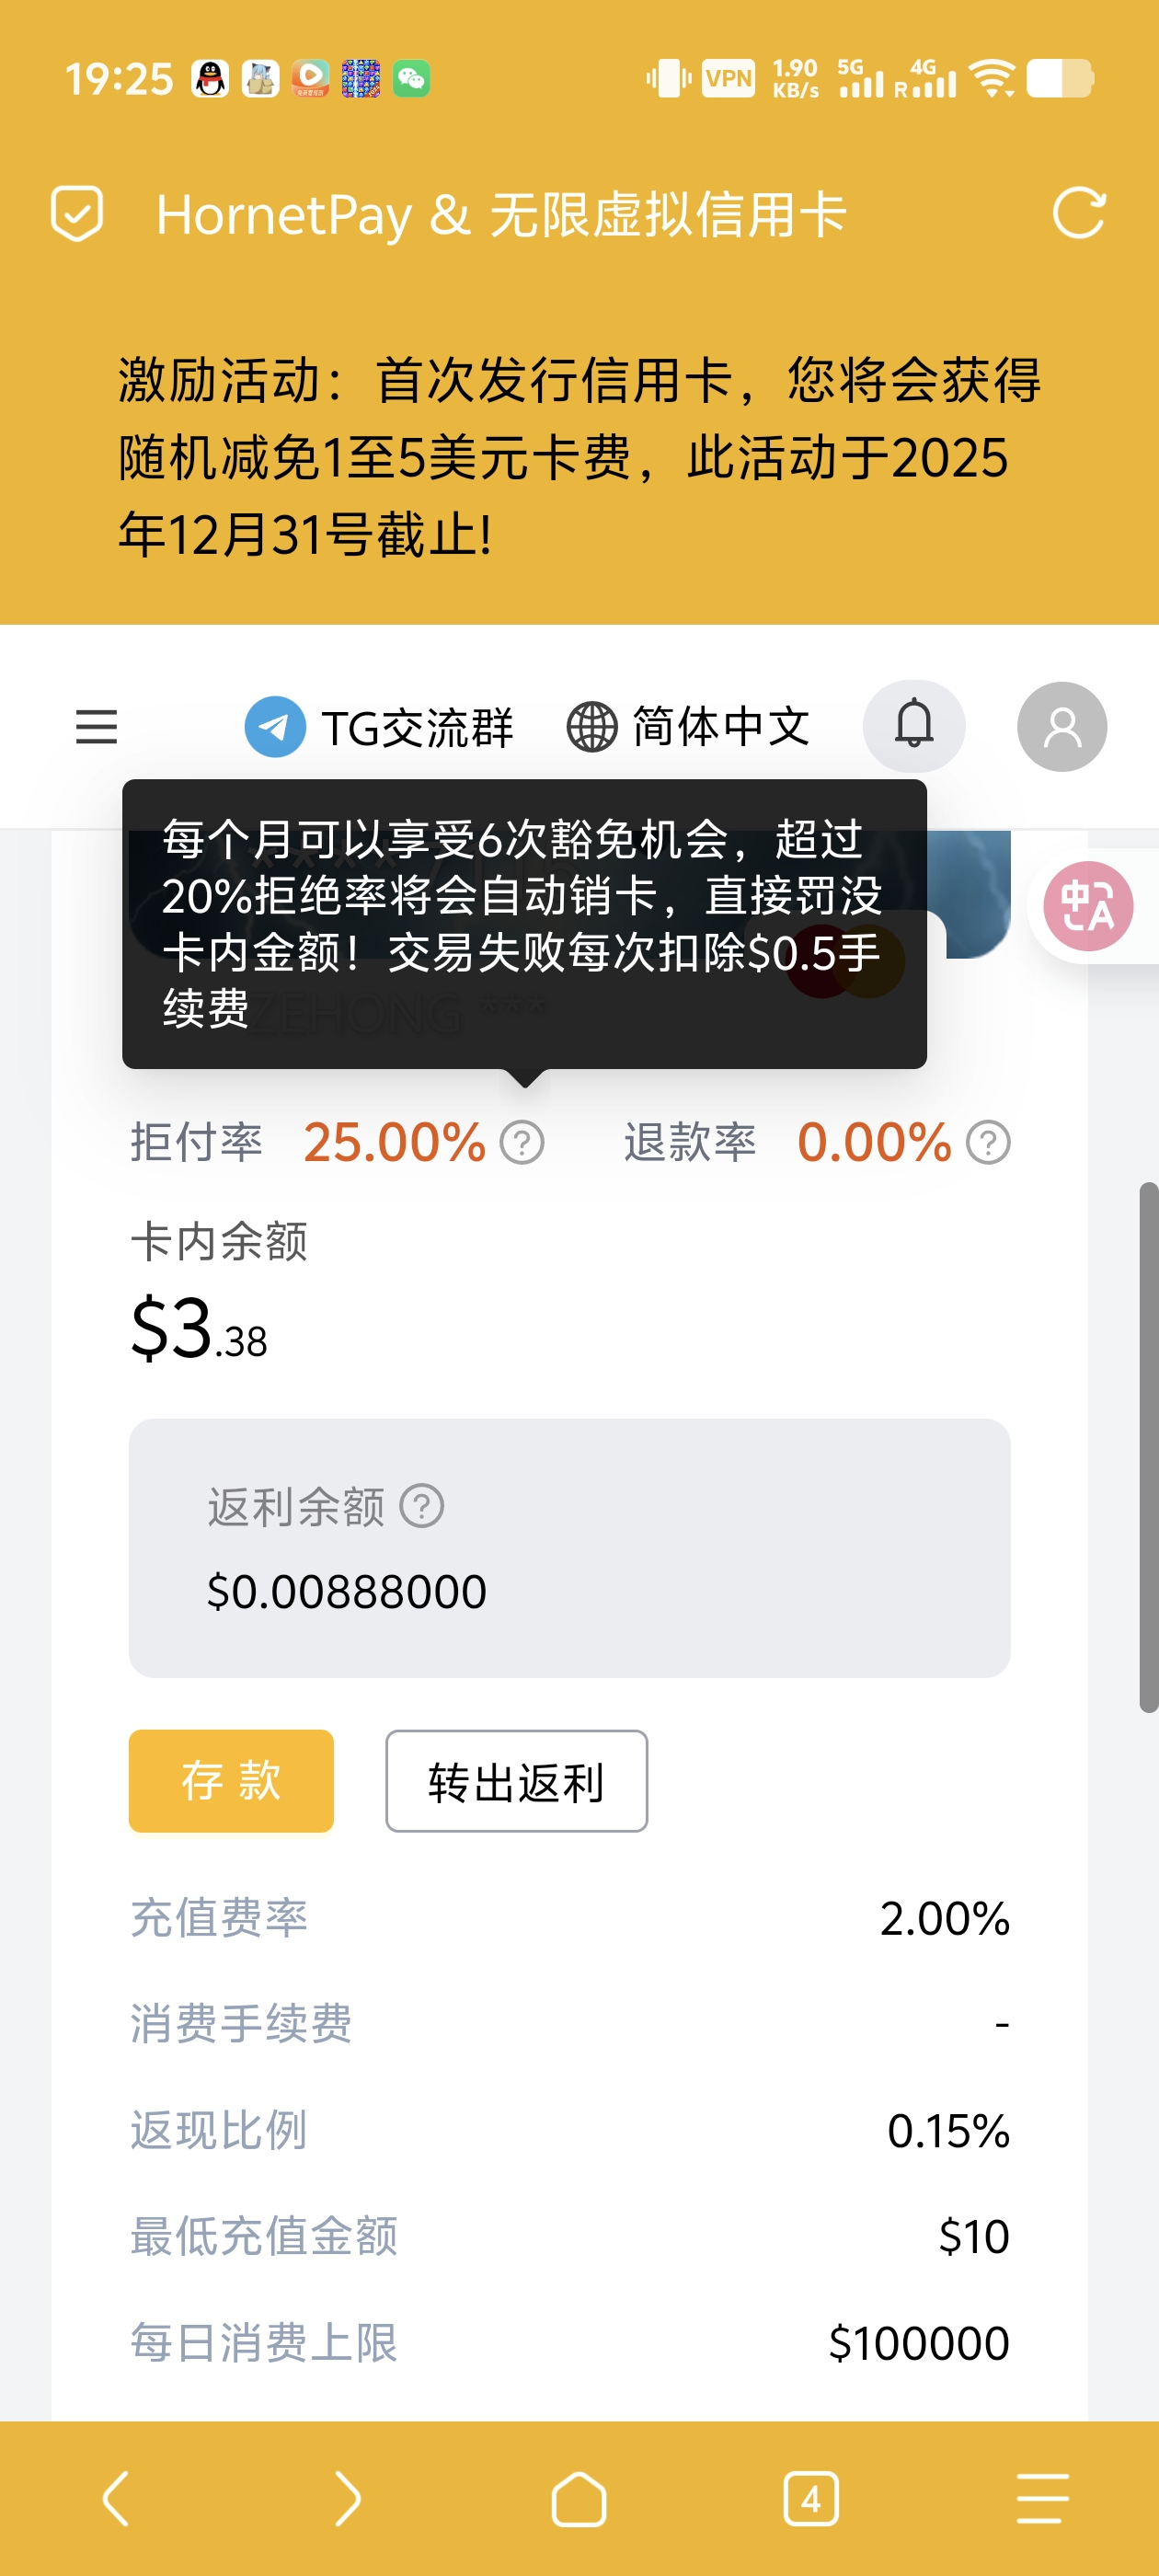 19:25
VPN
1.90
KB/s
5G
R
4G
HornetPay & 无限虚拟信用卡
激励活动：首次发行信用卡，您将会获得
随机减免1至5美元卡费，此活动于2025
年12月31号截止!
TG交流群
简体中文
每个月可以享受6次豁免机会，超过
20%拒绝率将会自动销卡，直接罚没
卡内金额！交易失败每次扣除$0.5手
续费
ZEHONG ***
中A
拒付率 25.00% ?
退款率 0.00% ?
卡内余额
$3.38
返利余额 ?
$0.00888000
存 款
转出返利
充值费率 2.00%
消费手续费 -
返现比例 0.15%
最低充值金额 $10
每日消费上限 $100000
4